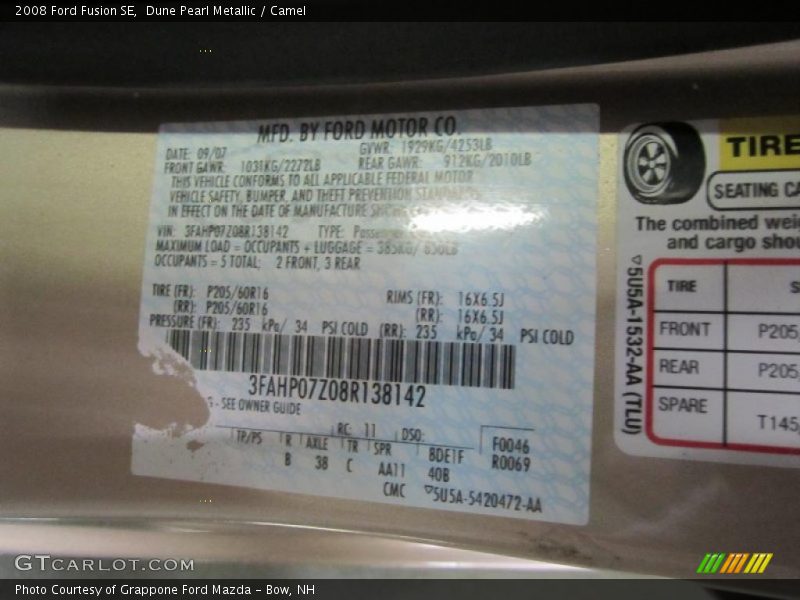 2008 Ford Fusion SE, Dune Pearl Metallic / Camel
MFD. BY FORD MOTOR CO.
DATE: 09/07 GVWR: 1929KG/4253LB
FRONT GAWR: 1031KG/2272LB REAR GAWR: 912KG/2010LB
THIS VEHICLE CONFORMS TO ALL APPLICABLE FEDERAL MOTOR
VEHICLE SAFETY, BUMPER, AND THEFT PREVENTION STANDARDS
IN EFFECT ON THE DATE OF MANUFACTURE
VIN: 3FAHP07Z08R138142 TYPE: Passenger
MAXIMUM LOAD = OCCUPANTS + LUGGAGE = 385KG/ 850LB
OCCUPANTS = 5 TOTAL; 2 FRONT, 3 REAR
TIRE (FR): P205/60R16 RIMS (FR): 16X6.5J
(RR): P205/60R16 (RR): 16X6.5J
PRESSURE (FR): 235 kPa/ 34 PSI COLD (RR): 235 kPa/ 34 PSI COLD
3FAHP07Z08R138142
S - SEE OWNER GUIDE
RC: 11 DSO:
TP/PS R AXLE TR SPR BDE1F F0046
B 38 C AA11 40B R0069
CMC ▽5U5A-5420472-AA
TIRE
SEATING CA
The combined weig
and cargo shou
▽5U5A-1532-AA (TLU)
TIRE S
FRONT P205
REAR P205
SPARE T145
GTCARLOT.COM
Photo Courtesy of Grappone Ford Mazda - Bow, NH